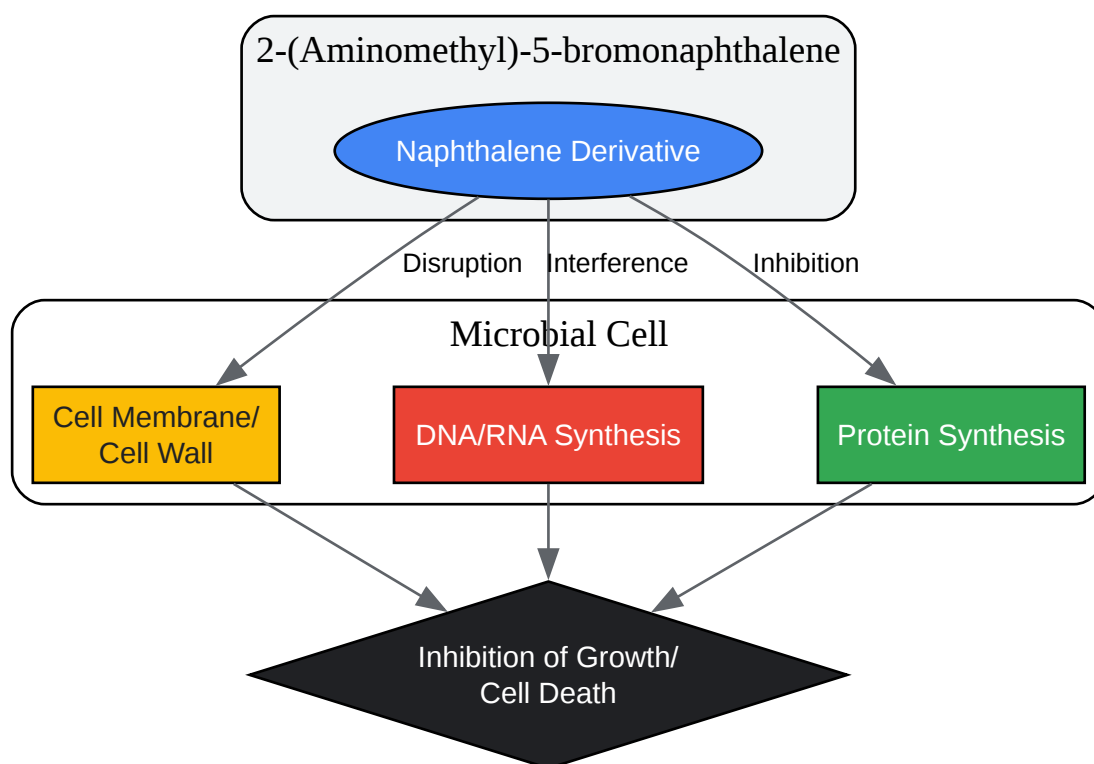 2-(Aminomethyl)-5-bromonaphthalene
Naphthalene Derivative
Disruption
Interference
Inhibition
Microbial Cell
Cell Membrane/
Cell Wall
DNA/RNA Synthesis
Protein Synthesis
Inhibition of Growth/
Cell Death